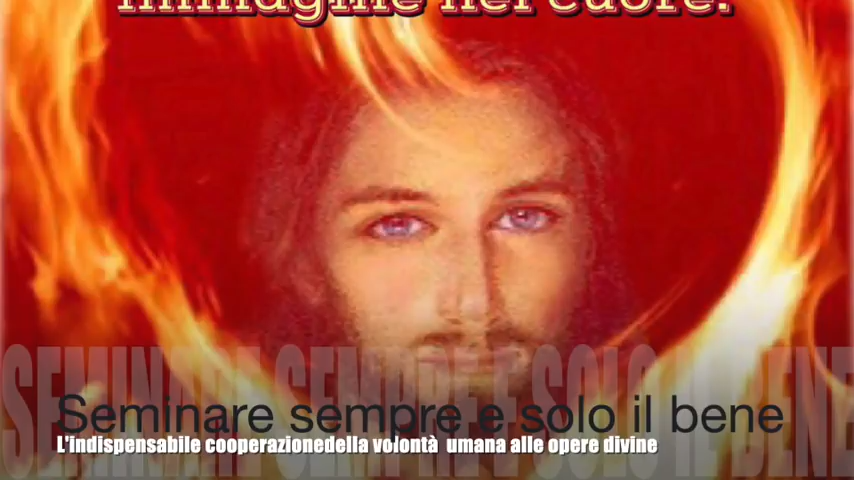 immagine nel cuore.
SEMINARE SEMPRE E SOLO IL BENE
Seminare sempre e solo il bene
L'indispensabile cooperazionedella volontà umana alle opere divine